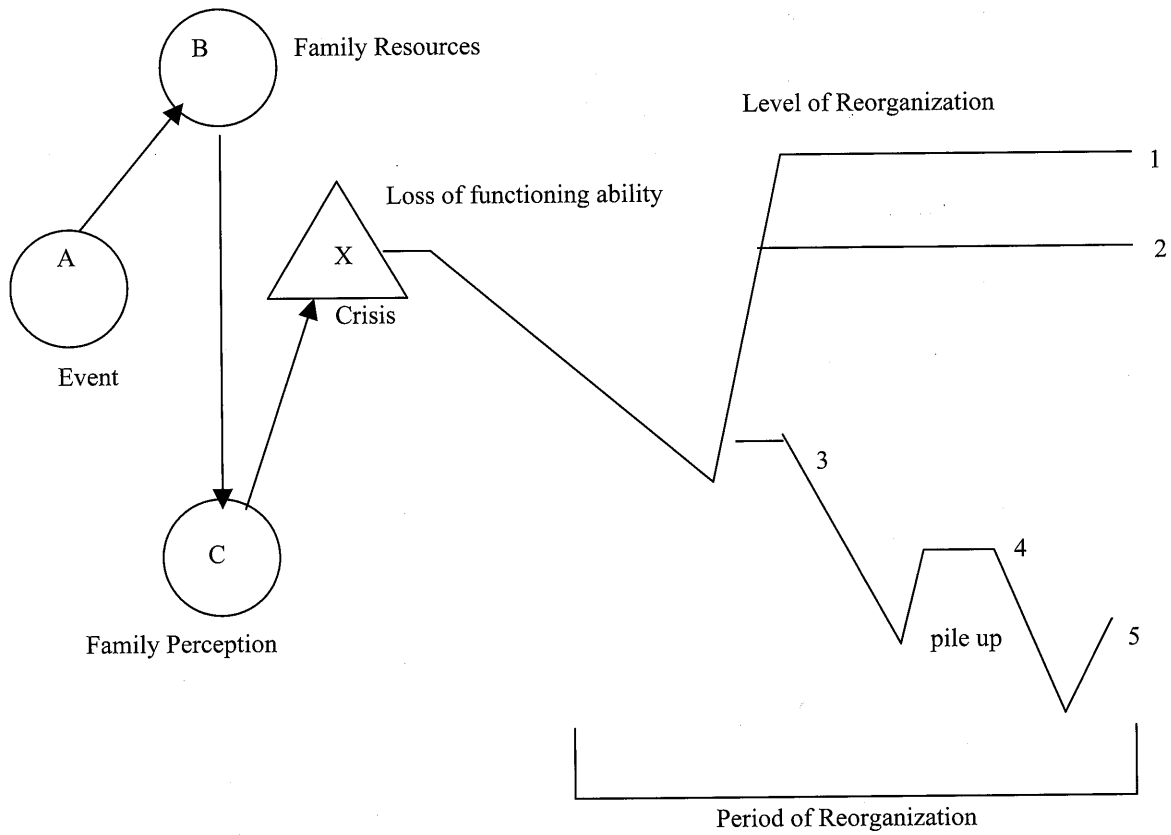 B
Family Resources
Level of Reorganization
1
Loss of functioning ability
2
A
X
Crisis
Event
3
C
4
pile up
5
Family Perception
Period of Reorganization